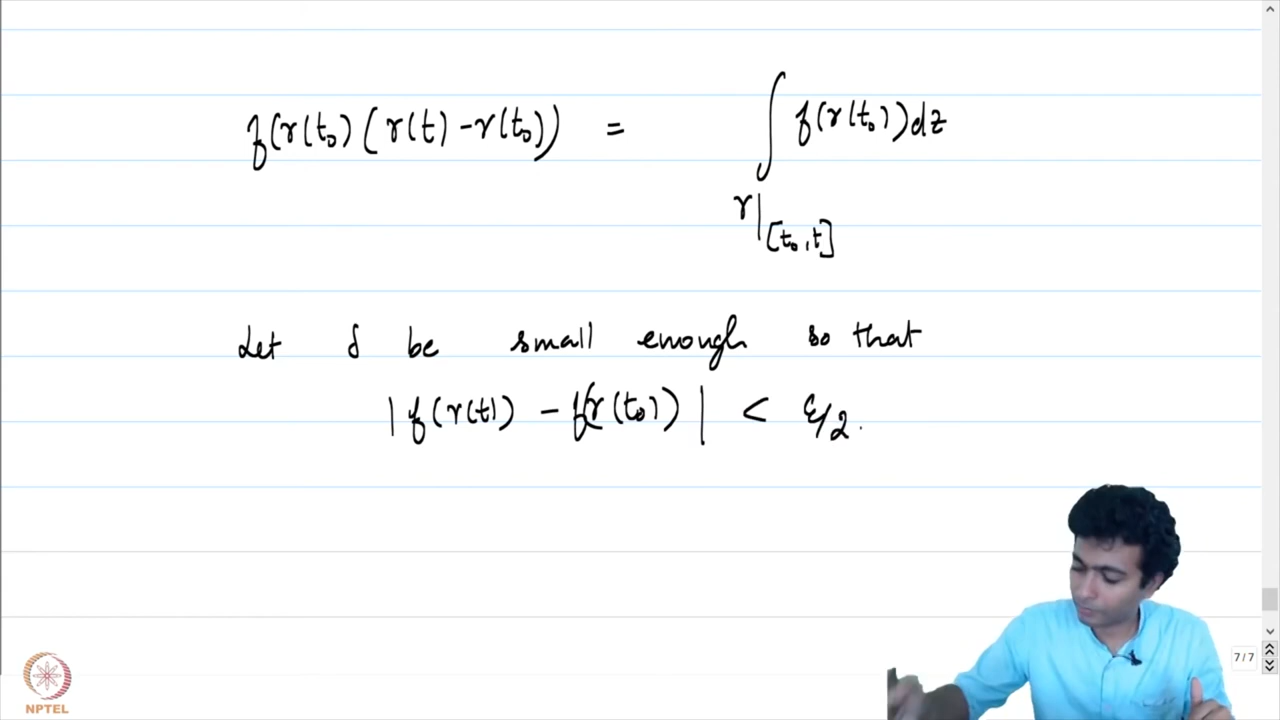 f(γ(t₀)(γ(t) - γ(t₀)) = ∫ f(γ(t₀))dz
γ|[t₀,t]
Let δ be small enough so that
|f(γ(t)) - f(γ(t₀))| < ε/2.
7/7
NPTEL